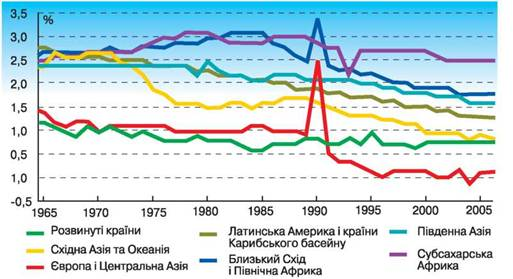 3,5
%
3,0
2,5
2,0
1,5
1,0
0,5
1,0
-0,5
1965
1970
1975
1980
1985
1990
1995
2000
2005
Розвинуті країни
Східна Азія та Океанія
Європа і Центральна Азія
Латинська Америка і країни
Карибського басейну
Близький Схід
і Північна Африка
Південна Азія
Субсахарська
Африка